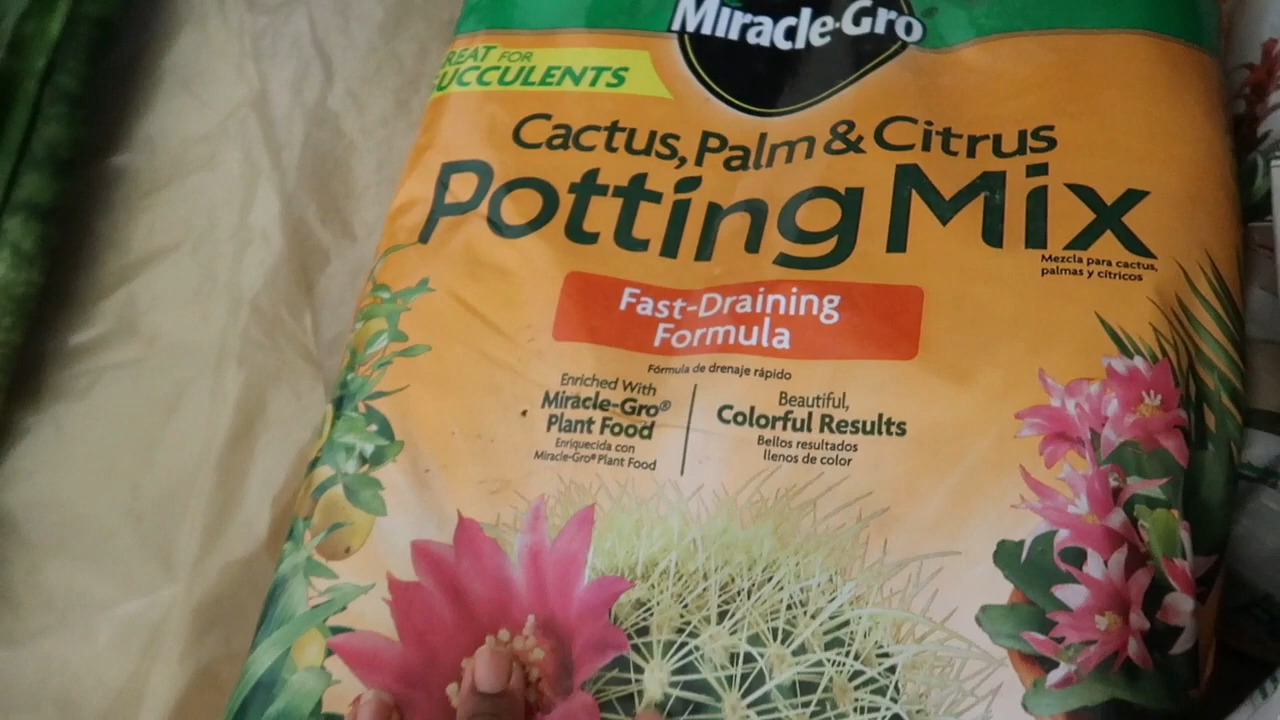 Miracle-Gro®
REAT FOR
UCCULENTS
Cactus, Palm & Citrus
Potting Mix
Mezcla para cactus,
palmas y cítricos
Fast-Draining
Formula
Fórmula de drenaje rápido
Enriched With
Miracle-Gro®
Plant Food
Enriquecida con
Miracle-Gro® Plant Food
Beautiful,
Colorful Results
Bellos resultados
llenos de color